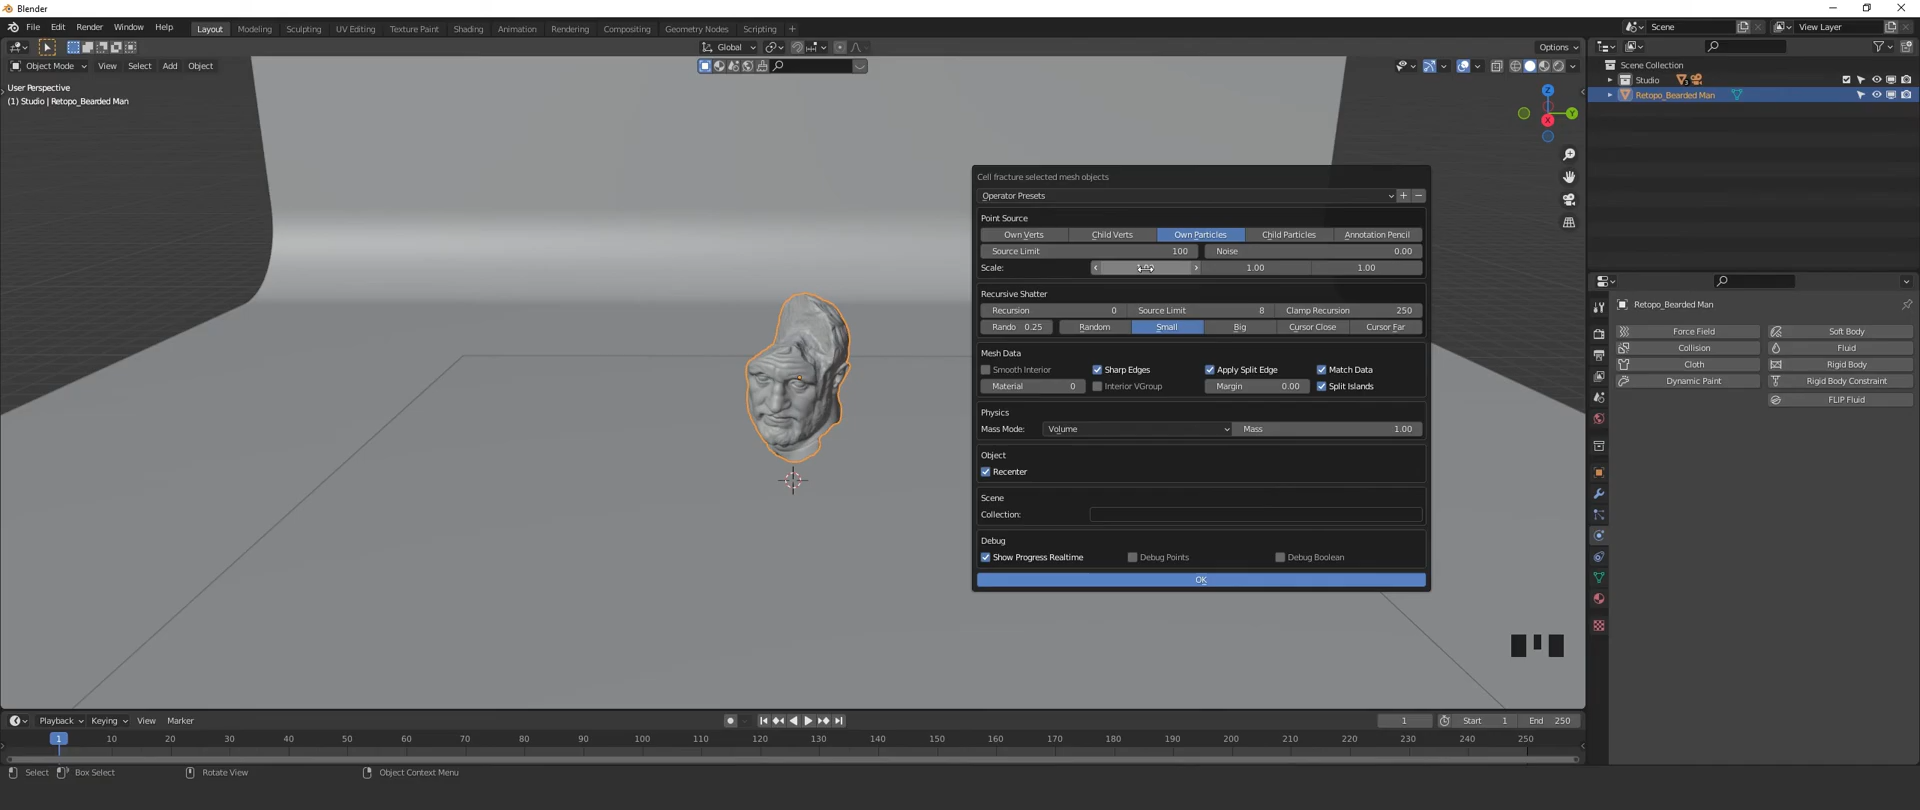 Blender
File Edit Render Window Help
Layout Modeling Sculpting UV Editing Texture Paint Shading Animation Rendering Compositing Geometry Nodes Scripting +
Scene View Layer
Global Options
Object Mode View Select Add Object
User Perspective
(1) Studio | Retopo_Bearded Man
Z
Y
X
Scene Collection
Studio
Retopo_Bearded Man
Cell fracture selected mesh objects
Operator Presets
Point Source
Own Verts Child Verts Own Particles Child Particles Annotation Pencil
Source Limit 100 Noise 0.00
Scale: 1.00 1.00
Recursive Shatter
Recursion 0 Source Limit 8 Clamp Recursion 250
Rando 0.25 Random Small Big Cursor Close Cursor Far
Mesh Data
Smooth Interior Sharp Edges Apply Split Edge Match Data
Material 0 Interior VGroup Margin 0.00 Split Islands
Physics
Mass Mode: Volume Mass 1.00
Object
Recenter
Scene
Collection:
Debug
Show Progress Realtime Debug Points Debug Boolean
OK
Retopo_Bearded Man
Force Field Soft Body
Collision Fluid
Cloth Rigid Body
Dynamic Paint Rigid Body Constraint
FLIP Fluid
Playback Keying View Marker
1 Start 1 End 250
1 10 20 30 40 50 60 70 80 90 100 110 120 130 140 150 160 170 180 190 200 210 220 230 240 250
Select Box Select Rotate View Object Context Menu